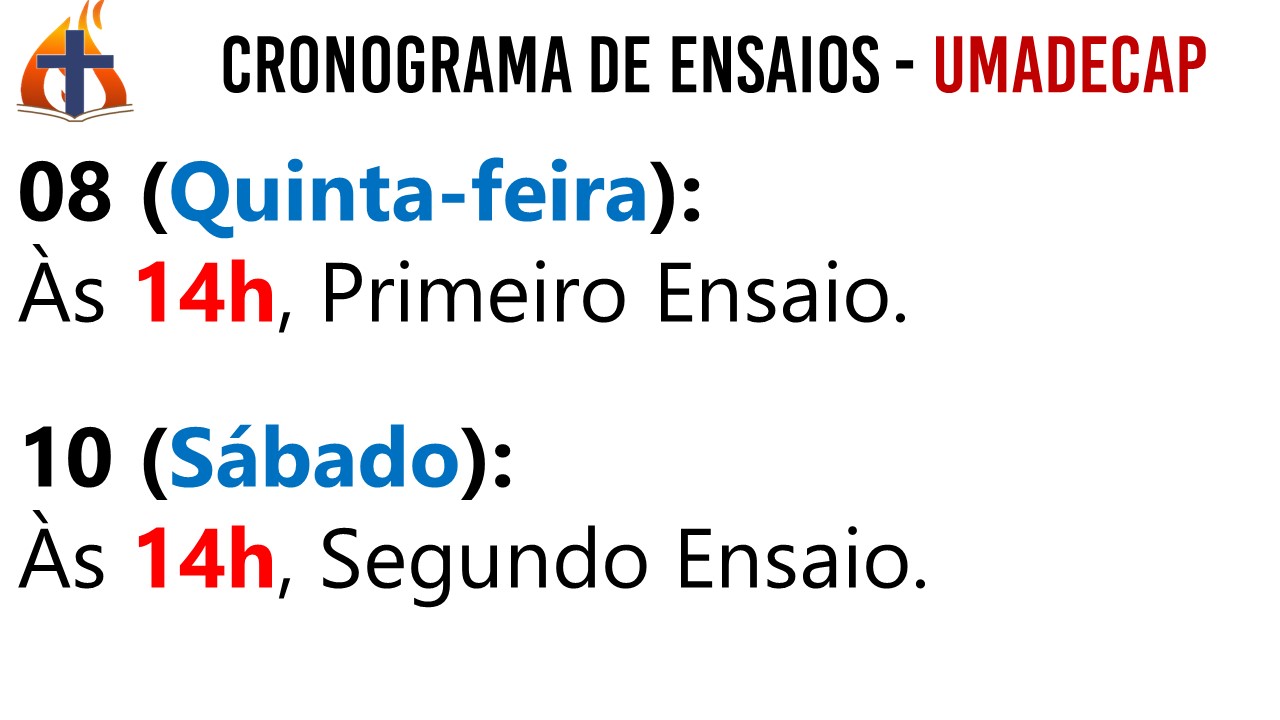 CRONOGRAMA DE ENSAIOS - UMADECAP
08 (Quinta-feira):
Às 14h, Primeiro Ensaio.
10 (Sábado):
Às 14h, Segundo Ensaio.